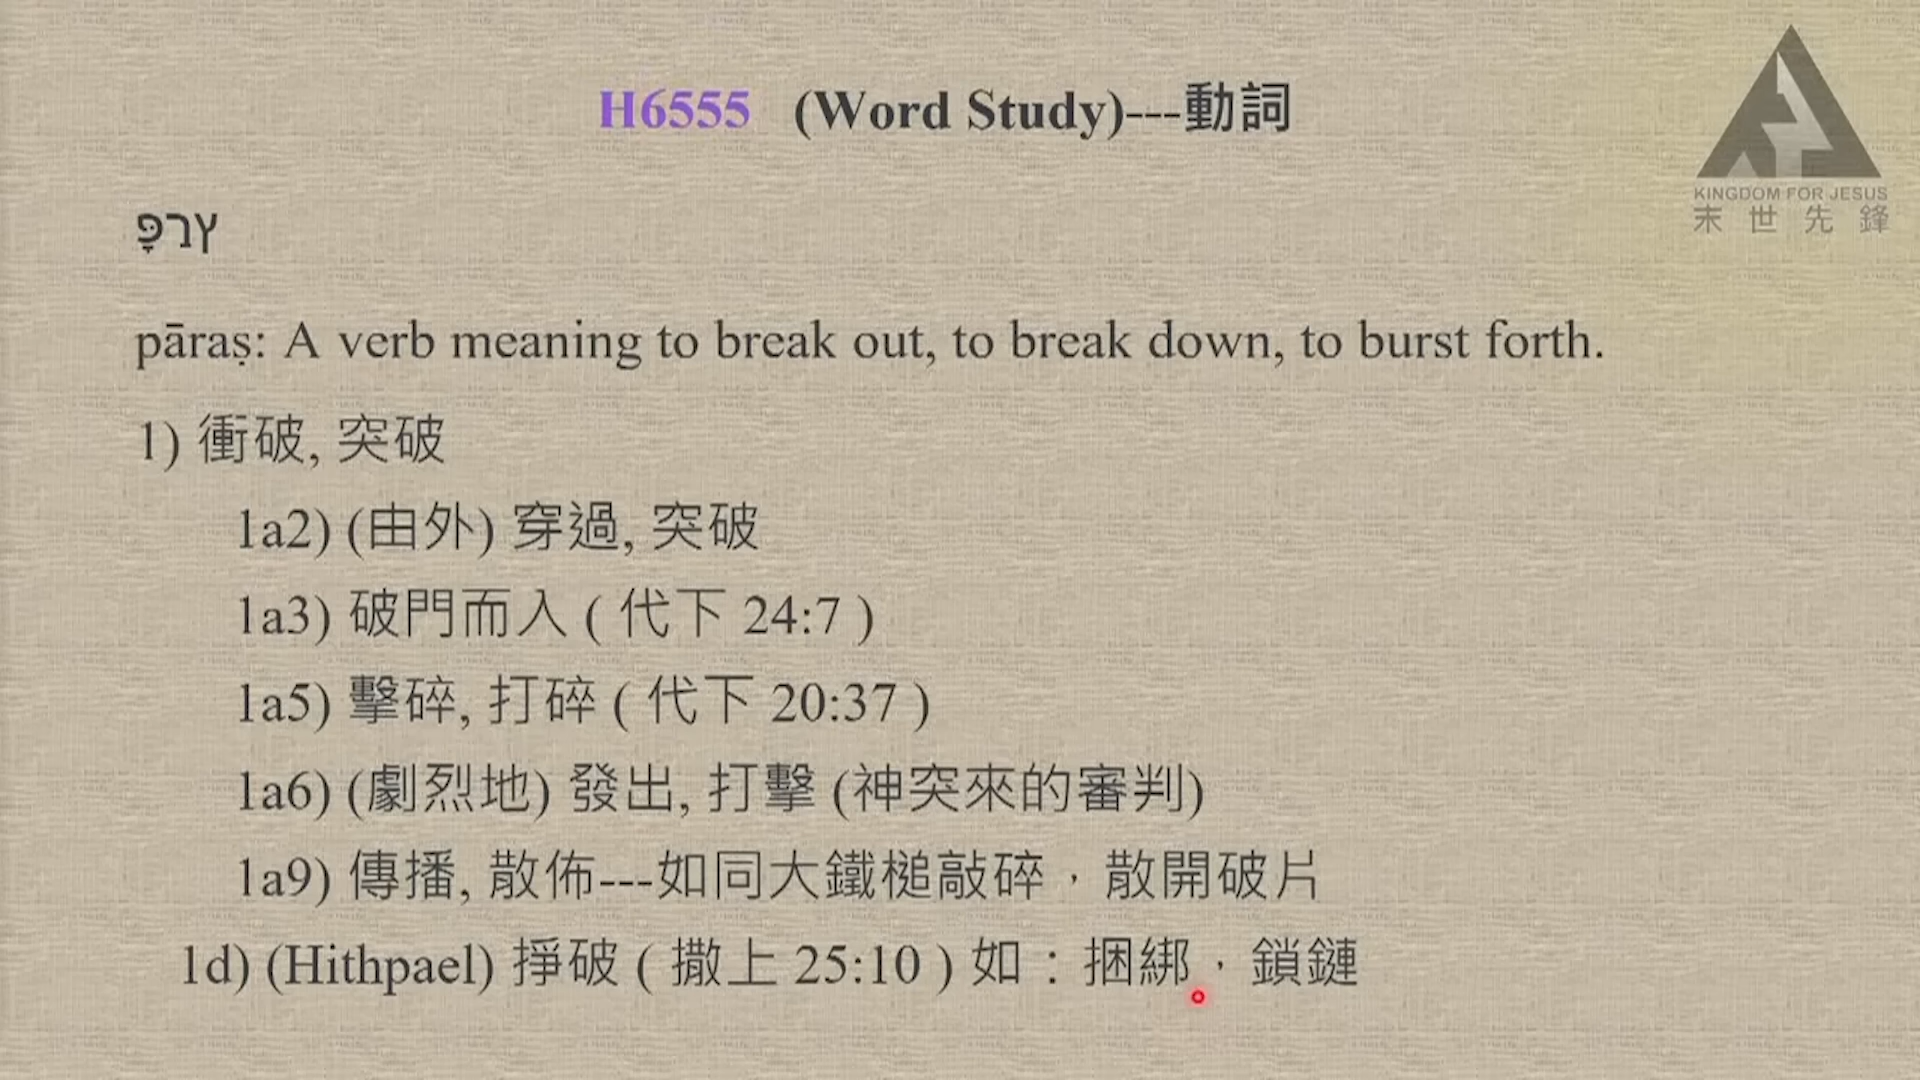 H6555 (Word Study)---動詞
KINGDOM FOR JESUS
末世先鋒
פָּרץ
pāraṣ: A verb meaning to break out, to break down, to burst forth.
1) 衝破, 突破
1a2) (由外) 穿過, 突破
1a3) 破門而入 ( 代下 24:7 )
1a5) 擊碎, 打碎 ( 代下 20:37 )
1a6) (劇烈地) 發出, 打擊 (神突來的審判)
1a9) 傳播, 散佈---如同大鐵槌敲碎，散開破片
1d) (Hithpael) 掙破 ( 撒上 25:10 ) 如：捆綁，鎖鏈